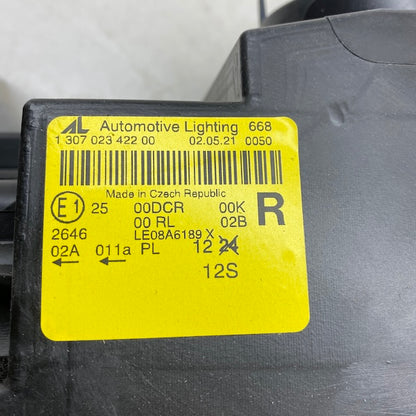 AL Automotive Lighting 668
1 307 023 422 00 02.05.21 0050
Made in Czech Republic
E1 25 00DCR 00K R
00 RL 02B
2646 LE08A6189 X
02A 011a PL 12 24
12S